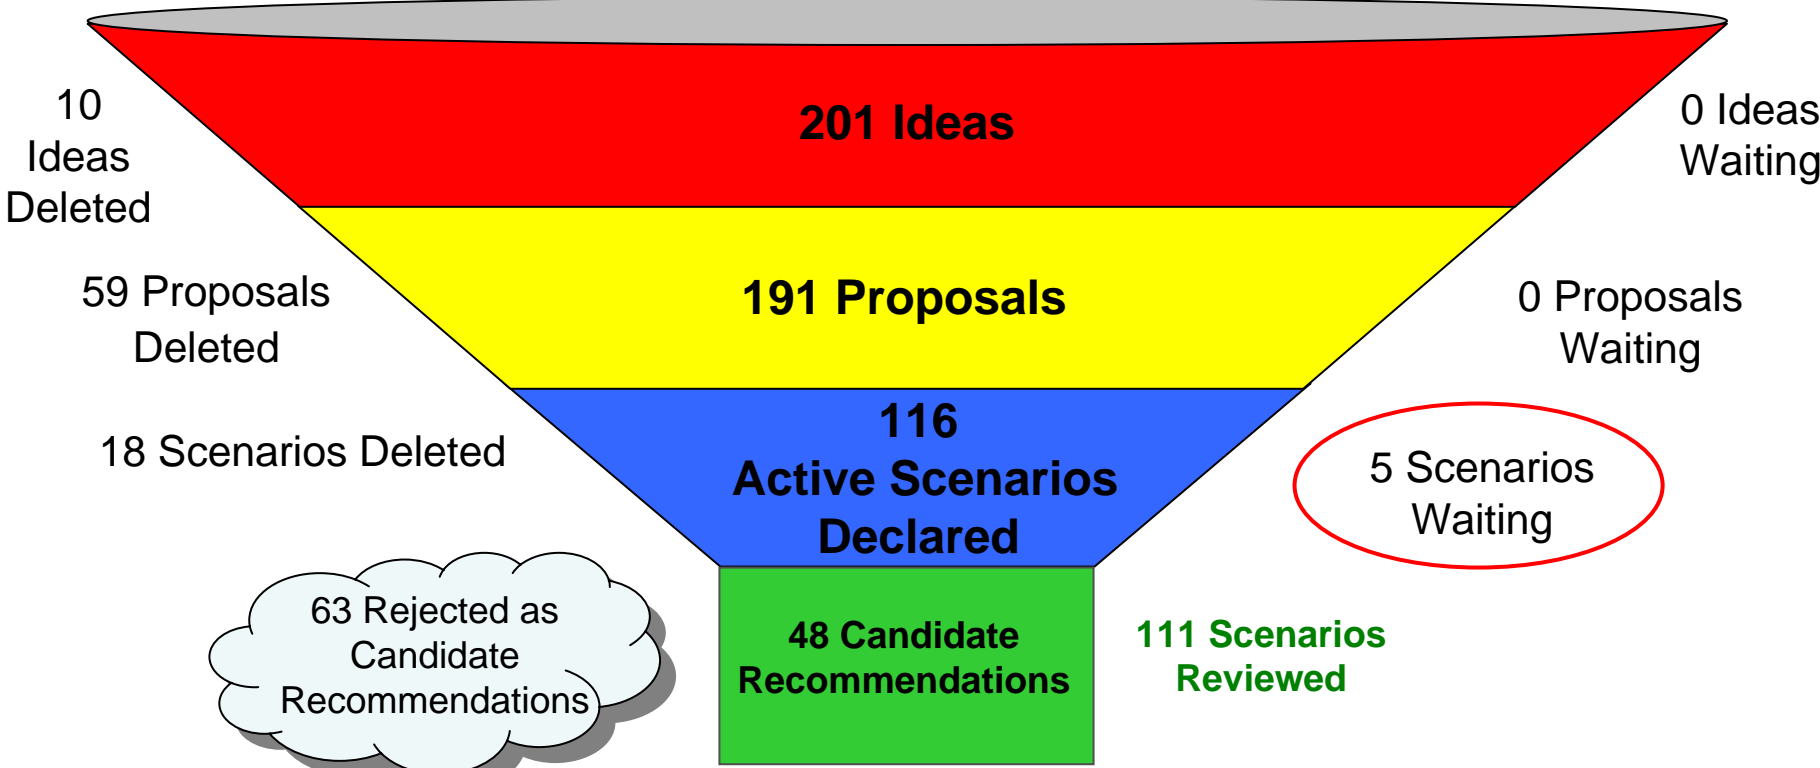 10
Ideas
Deleted
201 Ideas
0 Ideas
Waiting
59 Proposals
Deleted
191 Proposals
0 Proposals
Waiting
18 Scenarios Deleted
116
Active Scenarios
Declared
5 Scenarios
Waiting
63 Rejected as
Candidate
Recommendations
48 Candidate
Recommendations
111 Scenarios
Reviewed